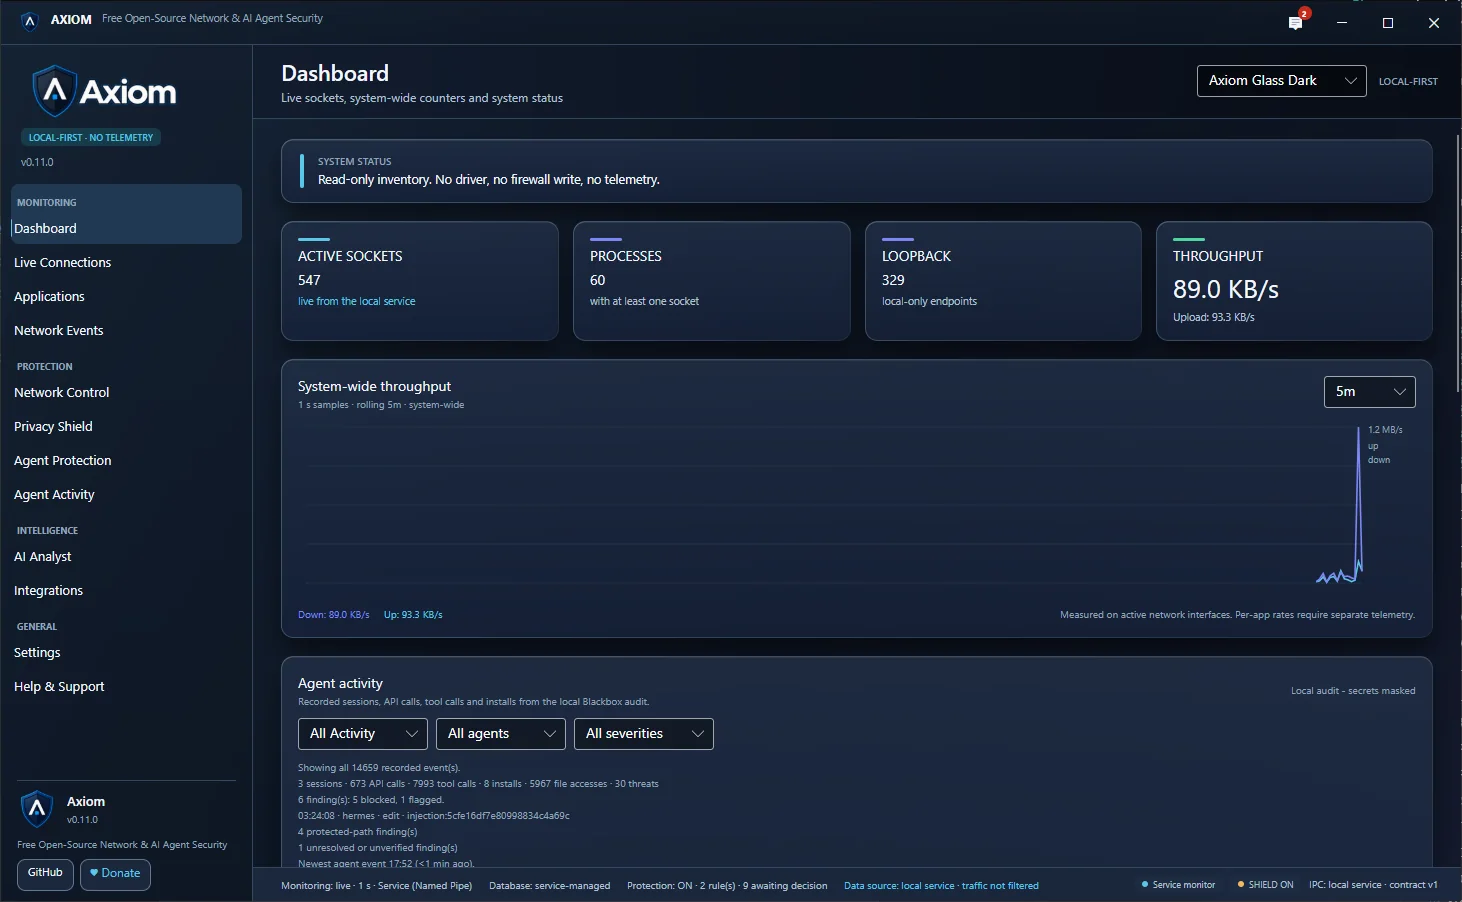 AXIOM Free Open-Source Network & AI Agent Security
2
Axiom
LOCAL-FIRST · NO TELEMETRY
v0.11.0
MONITORING
Dashboard
Live Connections
Applications
Network Events
PROTECTION
Network Control
Privacy Shield
Agent Protection
Agent Activity
INTELLIGENCE
AI Analyst
Integrations
GENERAL
Settings
Help & Support
Axiom
v0.11.0
Free Open-Source Network & AI Agent Security
GitHub
Donate
Dashboard
Live sockets, system-wide counters and system status
Axiom Glass Dark
LOCAL-FIRST
SYSTEM STATUS
Read-only inventory. No driver, no firewall write, no telemetry.
ACTIVE SOCKETS
547
live from the local service
PROCESSES
60
with at least one socket
LOOPBACK
329
local-only endpoints
THROUGHPUT
89.0 KB/s
Upload: 93.3 KB/s
System-wide throughput
1 s samples · rolling 5m · system-wide
5m
1.2 MB/s
up
down
Down: 89.0 KB/s Up: 93.3 KB/s
Measured on active network interfaces. Per-app rates require separate telemetry.
Agent activity
Recorded sessions, API calls, tool calls and installs from the local Blackbox audit.
Local audit - secrets masked
All Activity
All agents
All severities
Showing all 14659 recorded event(s).
3 sessions · 673 API calls · 7993 tool calls · 8 installs · 5967 file accesses · 30 threats
6 finding(s): 5 blocked, 1 flagged.
03:24:08 · hermes · edit · injection:5cfe16df7e80998834c4a69c
4 protected-path finding(s)
1 unresolved or unverified finding(s)
Newest agent event 17:52 (<1 min ago).
Monitoring: live · 1 s · Service (Named Pipe) Database: service-managed Protection: ON · 2 rule(s) · 9 awaiting decision Data source: local service · traffic not filtered Service monitor SHIELD ON IPC: local service · contract v1